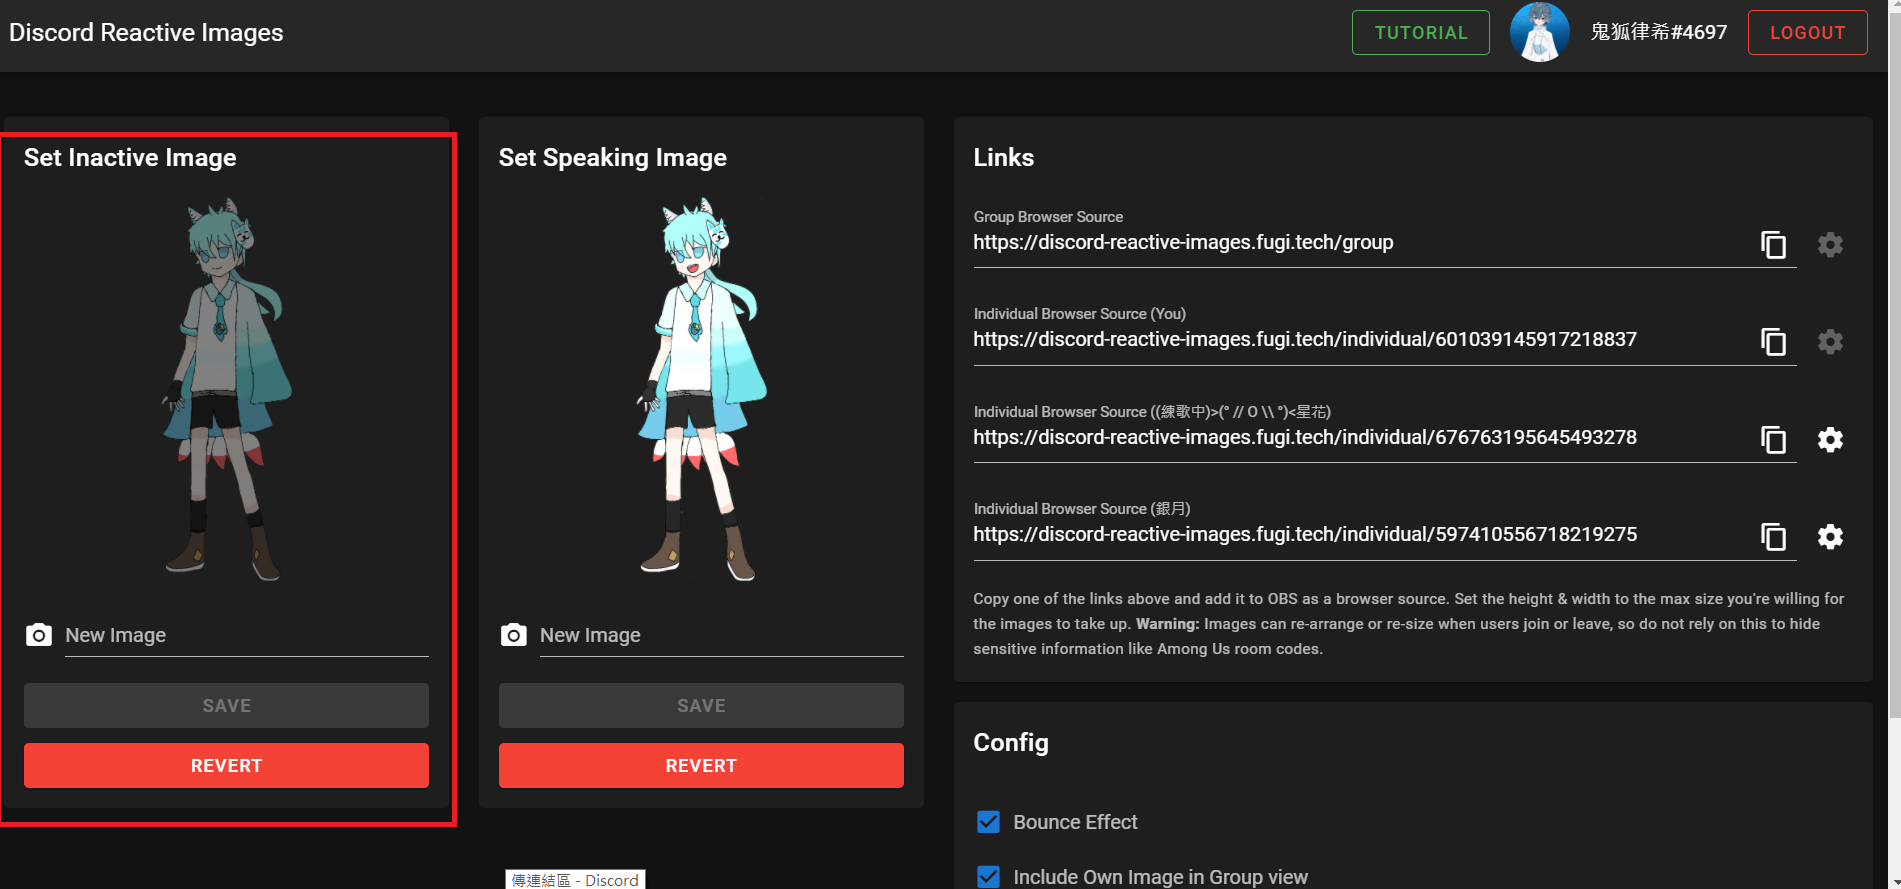 Discord Reactive Images
TUTORIAL
鬼狐律希#4697
LOGOUT
Set Inactive Image
New Image
SAVE
REVERT
Set Speaking Image
New Image
SAVE
REVERT
Links
Group Browser Source
https://discord-reactive-images.fugi.tech/group
Individual Browser Source (You)
https://discord-reactive-images.fugi.tech/individual/601039145917218837
Individual Browser Source ((練歌中)>(° // O \\ °)<星花)
https://discord-reactive-images.fugi.tech/individual/676763195645493278
Individual Browser Source (銀月)
https://discord-reactive-images.fugi.tech/individual/597410556718219275
Copy one of the links above and add it to OBS as a browser source. Set the height & width to the max size you're willing for
the images to take up. Warning: Images can re-arrange or re-size when users join or leave, so do not rely on this to hide
sensitive information like Among Us room codes.
Config
Bounce Effect
Include Own Image in Group view
傳連結區 - Discord